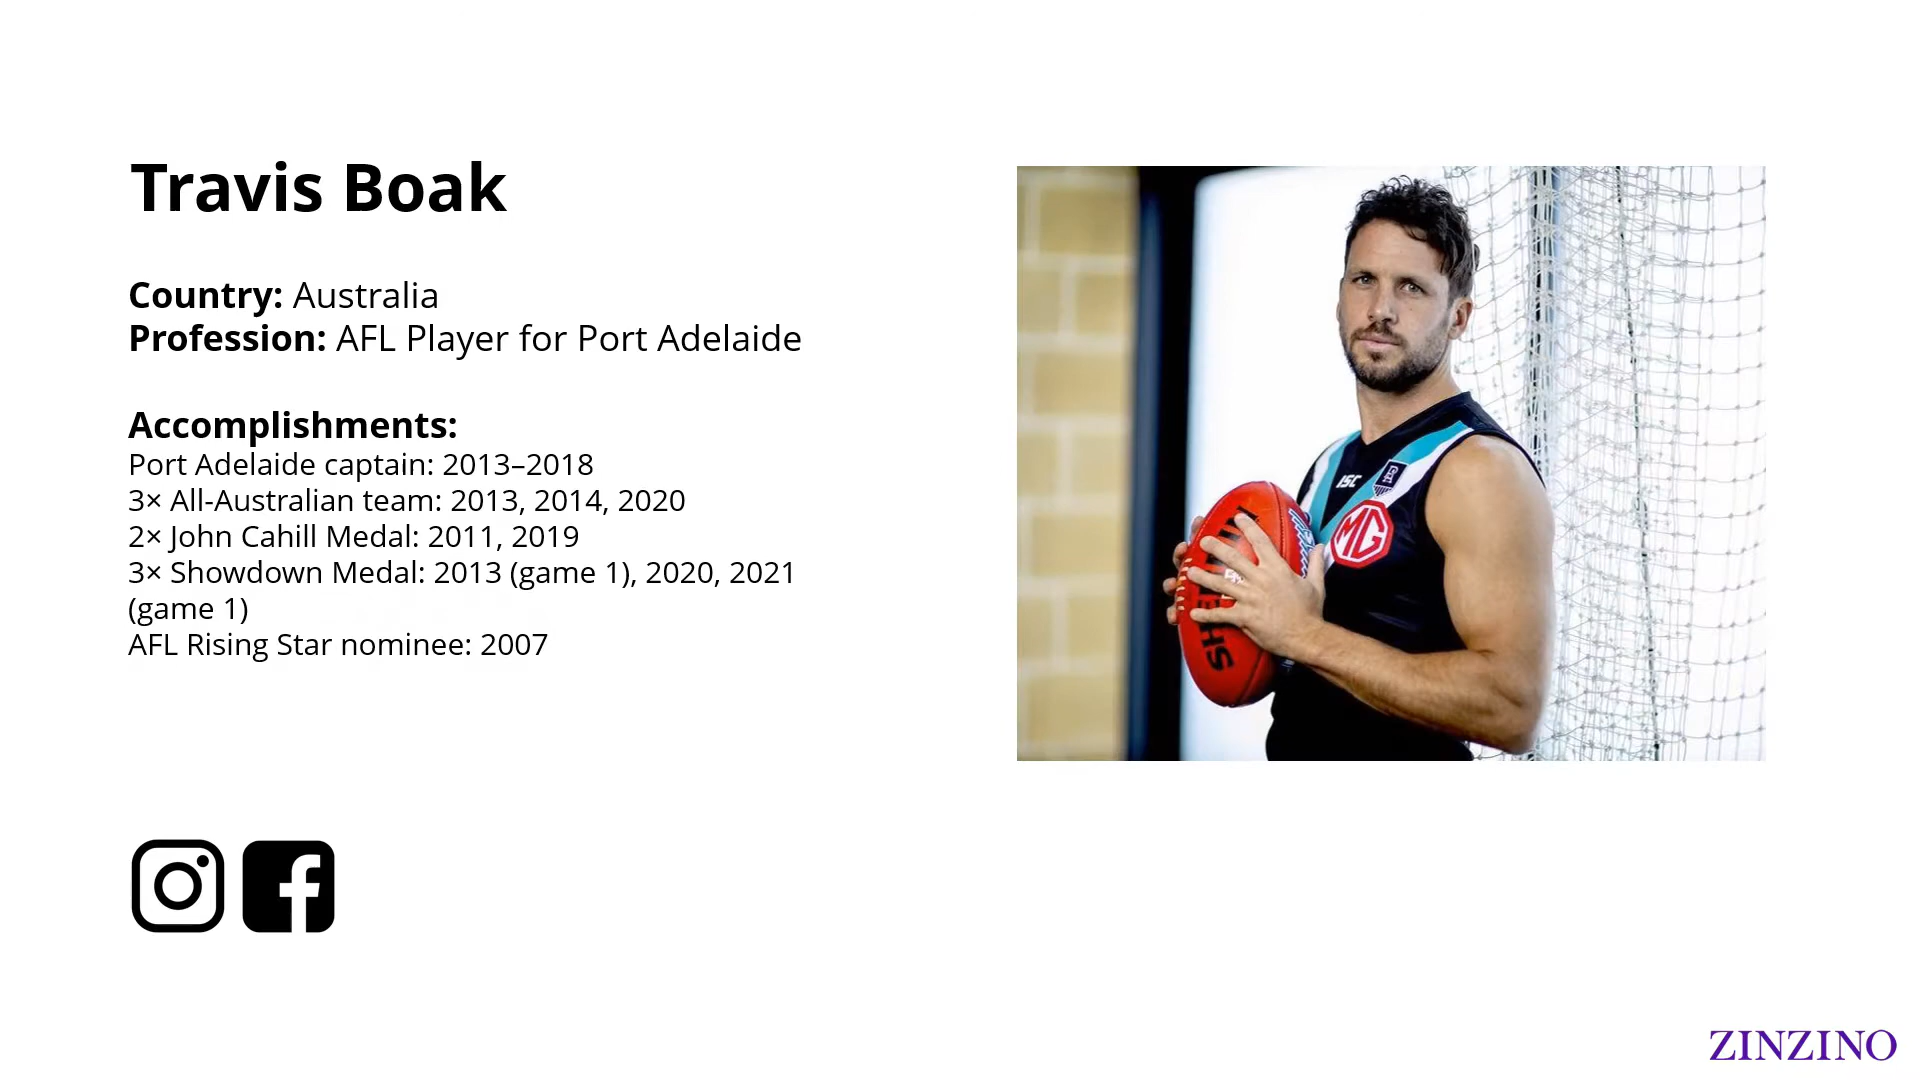 Travis Boak
Country: Australia
Profession: AFL Player for Port Adelaide
Accomplishments:
Port Adelaide captain: 2013–2018
3× All-Australian team: 2013, 2014, 2020
2× John Cahill Medal: 2011, 2019
3× Showdown Medal: 2013 (game 1), 2020, 2021
(game 1)
AFL Rising Star nominee: 2007
ISC
MG
ZINZINO